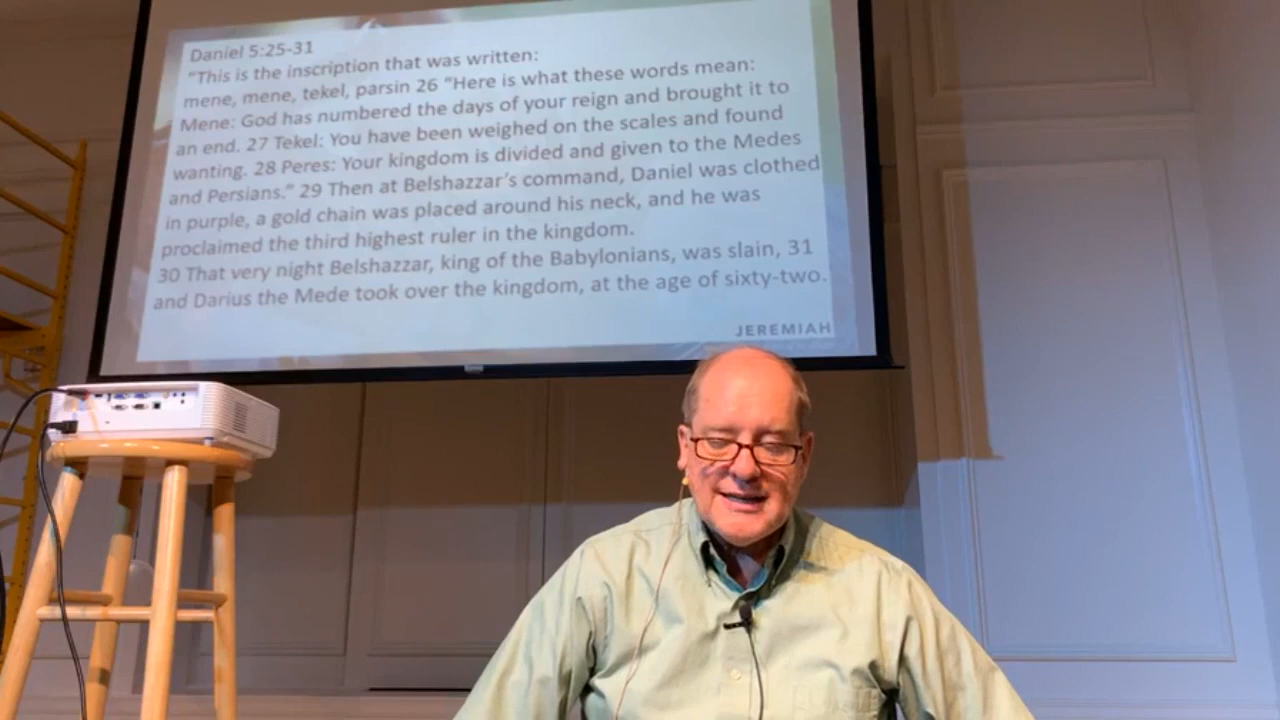 Daniel 5:25-31
"This is the inscription that was written:
mene, mene, tekel, parsin 26 "Here is what these words mean:
Mene: God has numbered the days of your reign and brought it to
an end. 27 Tekel: You have been weighed on the scales and found
wanting. 28 Peres: Your kingdom is divided and given to the Medes
and Persians." 29 Then at Belshazzar's command, Daniel was clothed
in purple, a gold chain was placed around his neck, and he was
proclaimed the third highest ruler in the kingdom.
30 That very night Belshazzar, king of the Babylonians, was slain, 31
and Darius the Mede took over the kingdom, at the age of sixty-two.
JEREMIAH